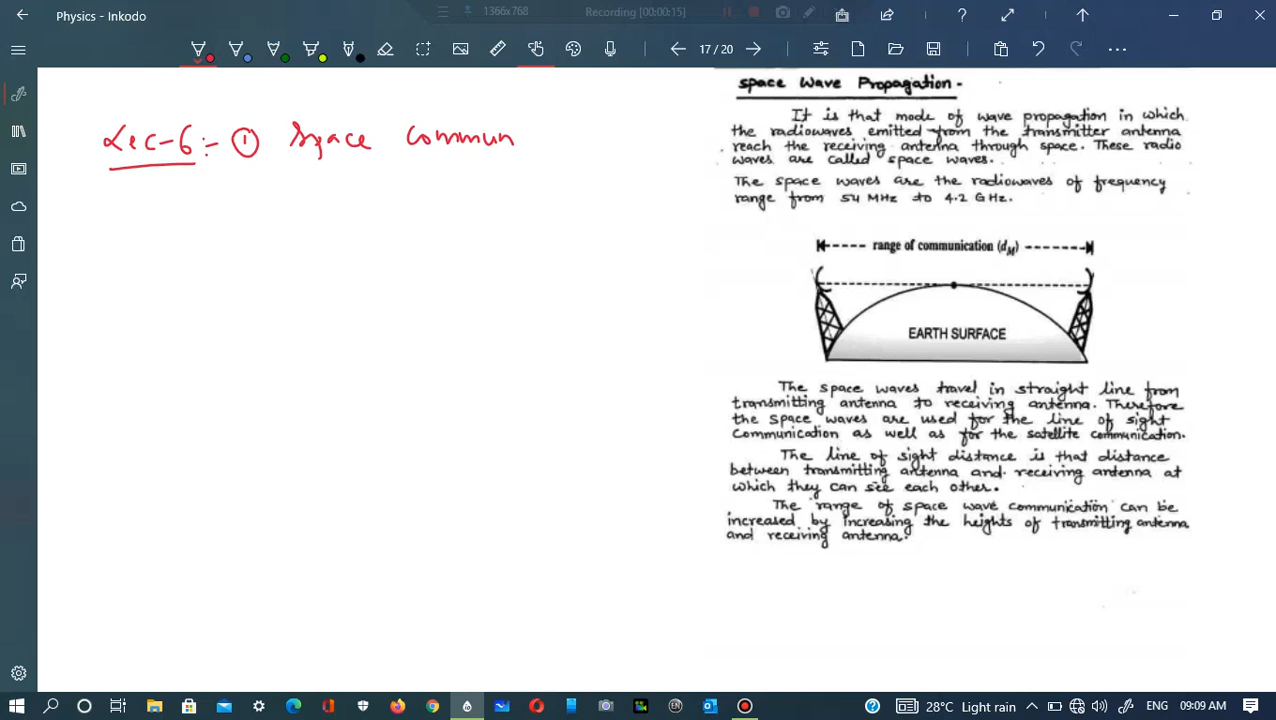 Physics - Inkodo
1366x768
Recording [00:00:15]
17 / 20
Lec-6:- ① Space Commun
Space Wave Propagation -
It is that mode of wave propagation in which
the radiowaves emitted from the transmitter antenna
reach the receiving antenna through space. These radio
waves are called space waves.
The space waves are the radiowaves of frequency
range from 54 MHz to 4.2 GHz.
range of communication (dM)
EARTH SURFACE
The space waves travel in straight line from
transmitting antenna to receiving antenna. Therefore
the space waves are used for the line of sight
communication as well as for the satellite communication.
The line of sight distance is that distance
between transmitting antenna and receiving antenna at
which they can see each other.
The range of space wave communication can be
increased by increasing the heights of transmitting antenna
and receiving antenna.
28°C Light rain
ENG
09:09 AM